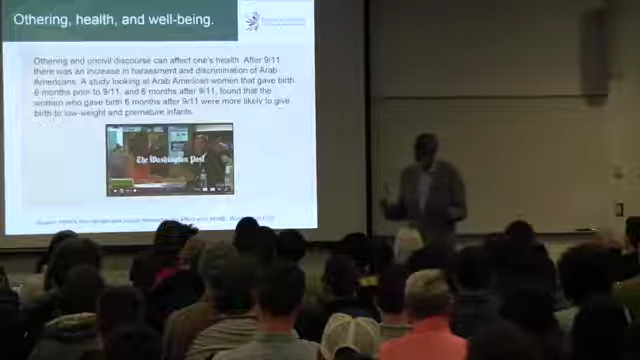 Othering, health, and well-being.
Othering and uncivil discourse can affect one's health. After 9/11
there was an increase in harassment and discrimination of Arab
Americans. A study looking at Arab American women that gave birth
6 months prior to 9/11, and 6 months after 9/11, found that the
women who gave birth 6 months after 9/11 were more likely to give
birth to low-weight and premature infants.
The Washington Post